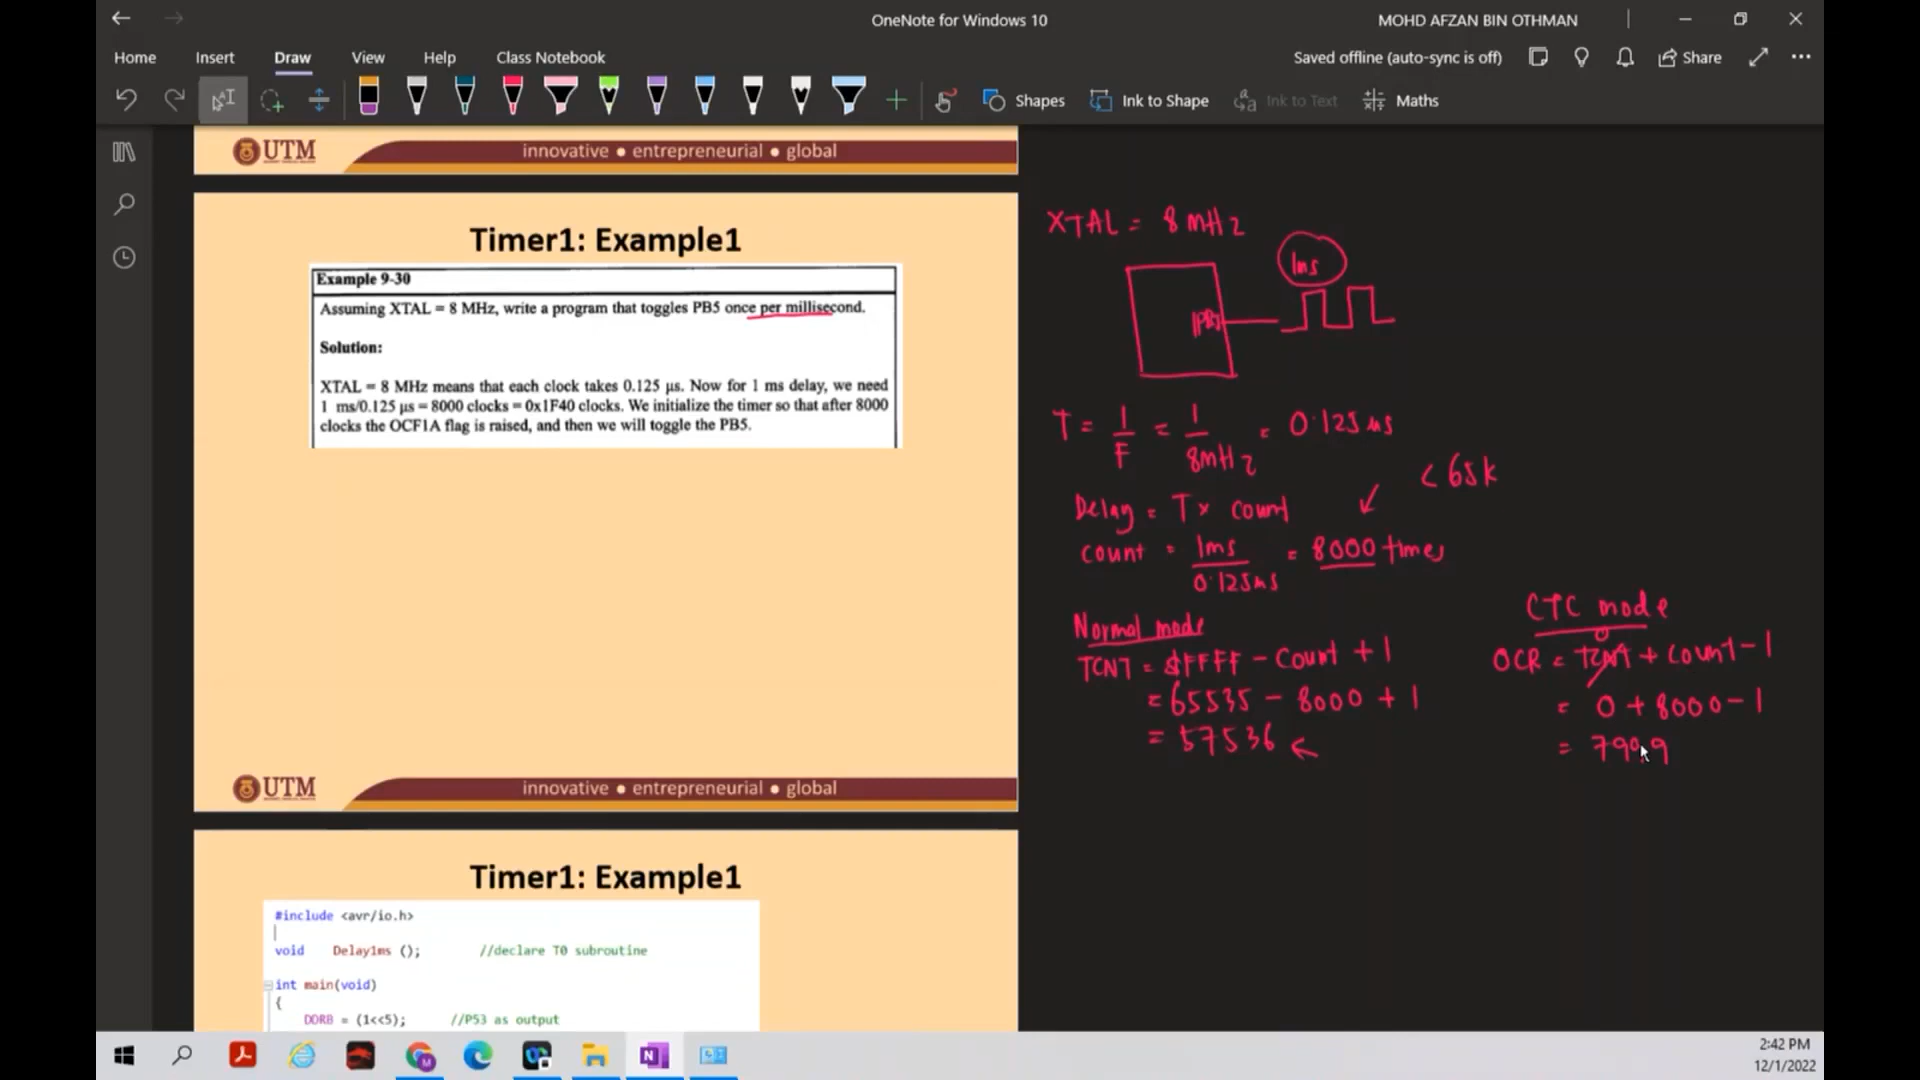 OneNote for Windows 10
MOHD AFZAN BIN OTHMAN
Home Insert Draw View Help Class Notebook
Saved offline (auto-sync is off) Share
Shapes Ink to Shape Ink to Text Maths
UTM innovative ● entrepreneurial ● global
Timer1: Example1
Example 9-30
Assuming XTAL = 8 MHz, write a program that toggles PB5 once per millisecond.
Solution:
XTAL = 8 MHz means that each clock takes 0.125 µs. Now for 1 ms delay, we need
1 ms/0.125 µs = 8000 clocks = 0x1F40 clocks. We initialize the timer so that after 8000
clocks the OCF1A flag is raised, and then we will toggle the PB5.
UTM innovative ● entrepreneurial ● global
Timer1: Example1
#include <avr/io.h>
void Delay1ms (); //declare T0 subroutine
int main(void)
{
DDRB = (1<<5); //P53 as output
XTAL = 8 MHz
1ms
PB5
T = 1/F = 1/8MHz = 0.125 µs
< 65k
Delay = T x count
count = 1ms/0.125µs = 8000 times
Normal mode
TCNT = $FFFF - count + 1
= 65535 - 8000 + 1
= 57536 ←
CTC mode
0
OCR = TCNT + count - 1
= 0 + 8000 - 1
= 7999
2:42 PM
12/1/2022